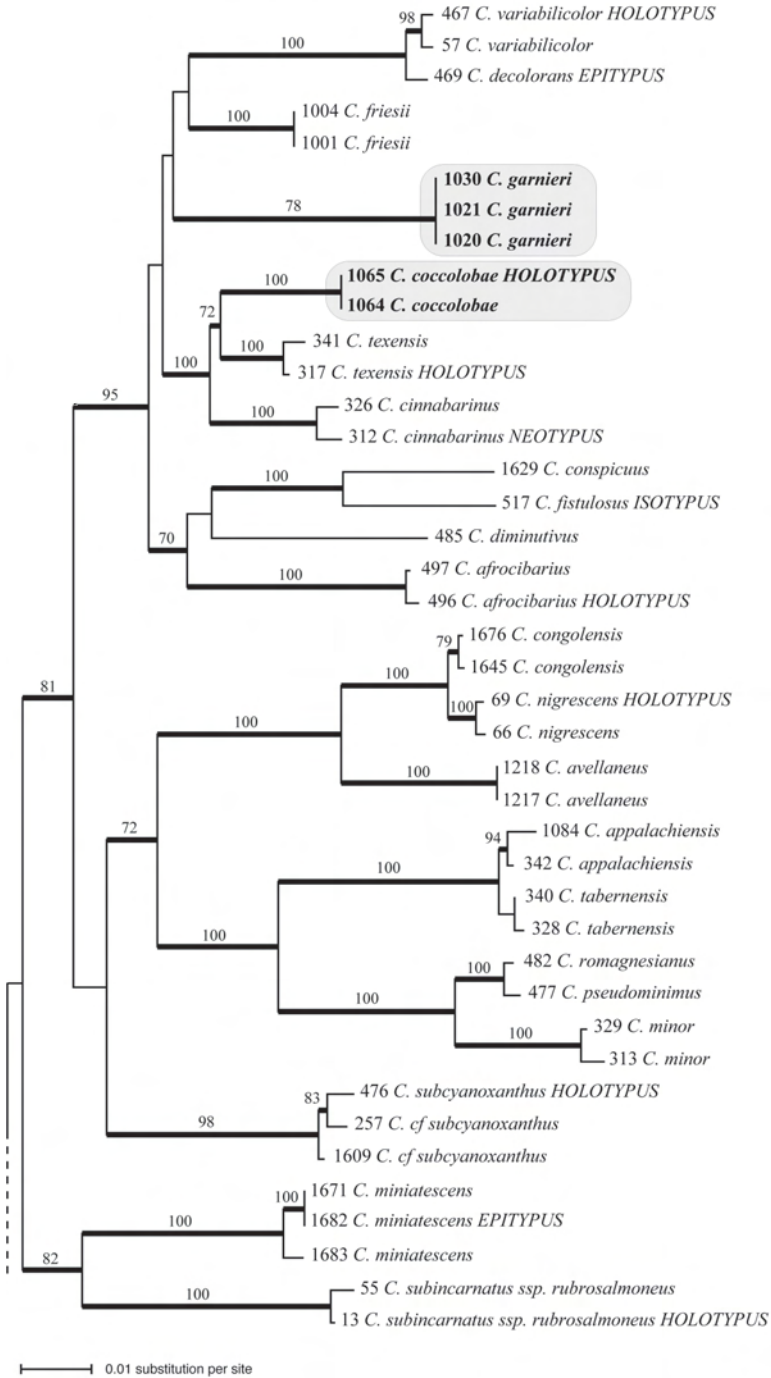 98
467 C. variabilicolor HOLOTYPUS
100
57 C. variabilicolor
469 C. decolorans EPITYPUS
1004 C. friesii
100
1001 C. friesii
1030 C. garnieri
78
1021 C. garnieri
1020 C. garnieri
100
1065 C. coccolobae HOLOTYPUS
1064 C. coccolobae
72
341 C. texensis
100
317 C. texensis HOLOTYPUS
100
95
326 C. cinnabarinus
100
312 C. cinnabarinus NEOTYPUS
1629 C. conspicuus
100
517 C. fistulosus ISOTYPUS
485 C. diminutivus
70
497 C. afrocibarius
100
496 C. afrocibarius HOLOTYPUS
1676 C. congolensis
79
1645 C. congolensis
100
81
69 C. nigrescens HOLOTYPUS
100
66 C. nigrescens
100
1218 C. avellaneus
100
1217 C. avellaneus
72
1084 C. appalachiensis
94
342 C. appalachiensis
100
340 C. tabernensis
328 C. tabernensis
100
482 C. romagnesianus
100
477 C. pseudominimus
100
329 C. minor
100
313 C. minor
476 C. subcyanoxanthus HOLOTYPUS
83
257 C. cf subcyanoxanthus
98
1609 C. cf subcyanoxanthus
1671 C. miniatescens
100
1682 C. miniatescens EPITYPUS
100
1683 C. miniatescens
82
55 C. subincarnatus ssp. rubrosalmoneus
100
13 C. subincarnatus ssp. rubrosalmoneus HOLOTYPUS
0.01 substitution per site